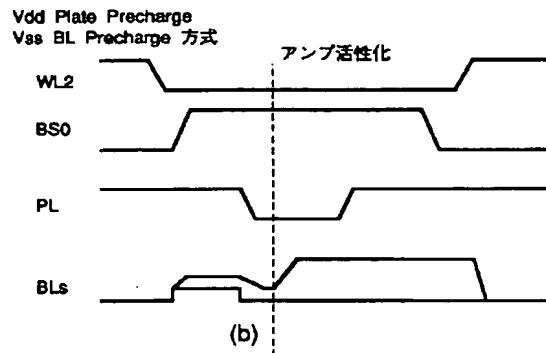 Vdd Plate Precharge
Vss BL Precharge 方式
アンプ活性化
WL2
BS0
PL
BLs
(b)